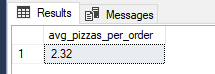 Results Messages
avg_pizzas_per_order
1 2.32